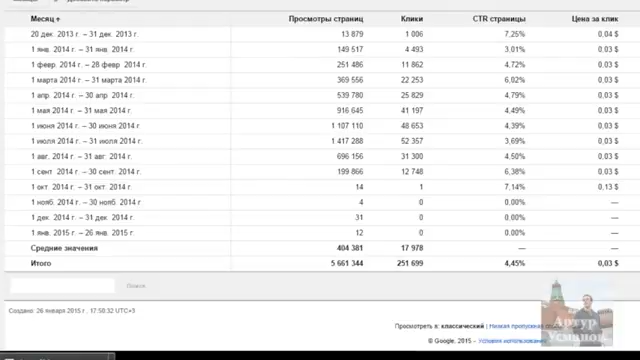 Месяц Просмотры страниц Клики CTR страницы Цена за клик
20 дек. 2013 г. – 31 дек. 2013 г. 13 879 1 006 7,25% 0,04 $
1 янв. 2014 г. – 31 янв. 2014 г. 149 517 4 493 3,01% 0,03 $
1 февр. 2014 г. – 28 февр. 2014 г. 251 486 11 862 4,72% 0,03 $
1 марта 2014 г. – 31 марта 2014 г. 369 556 22 253 6,02% 0,03 $
1 апр. 2014 г. – 30 апр. 2014 г. 539 780 25 829 4,79% 0,03 $
1 мая 2014 г. – 31 мая 2014 г. 916 645 41 197 4,49% 0,03 $
1 июня 2014 г. – 30 июня 2014 г. 1 107 110 48 653 4,39% 0,03 $
1 июля 2014 г. – 31 июля 2014 г. 1 417 288 52 357 3,69% 0,03 $
1 авг. 2014 г. – 31 авг. 2014 г. 696 156 31 300 4,50% 0,03 $
1 сент. 2014 г. – 30 сент. 2014 г. 199 866 12 748 6,38% 0,03 $
1 окт. 2014 г. – 31 окт. 2014 г. 14 1 7,14% 0,13 $
1 нояб. 2014 г. – 30 нояб. 2014 г. 4 0 0,00% —
1 дек. 2014 г. – 31 дек. 2014 г. 31 0 0,00% —
1 янв. 2015 г. – 26 янв. 2015 г. 12 0 0,00% —
Средние значения 404 381 17 978 — —
Итого 5 661 344 251 699 4,45% 0,03 $
Поиск
Создано: 26 января 2015 г., 17:58:32 UTC+3
Просмотреть в: классический | Низкая пропускная
© Google, 2015 – Условия использования
Артур
Усманов